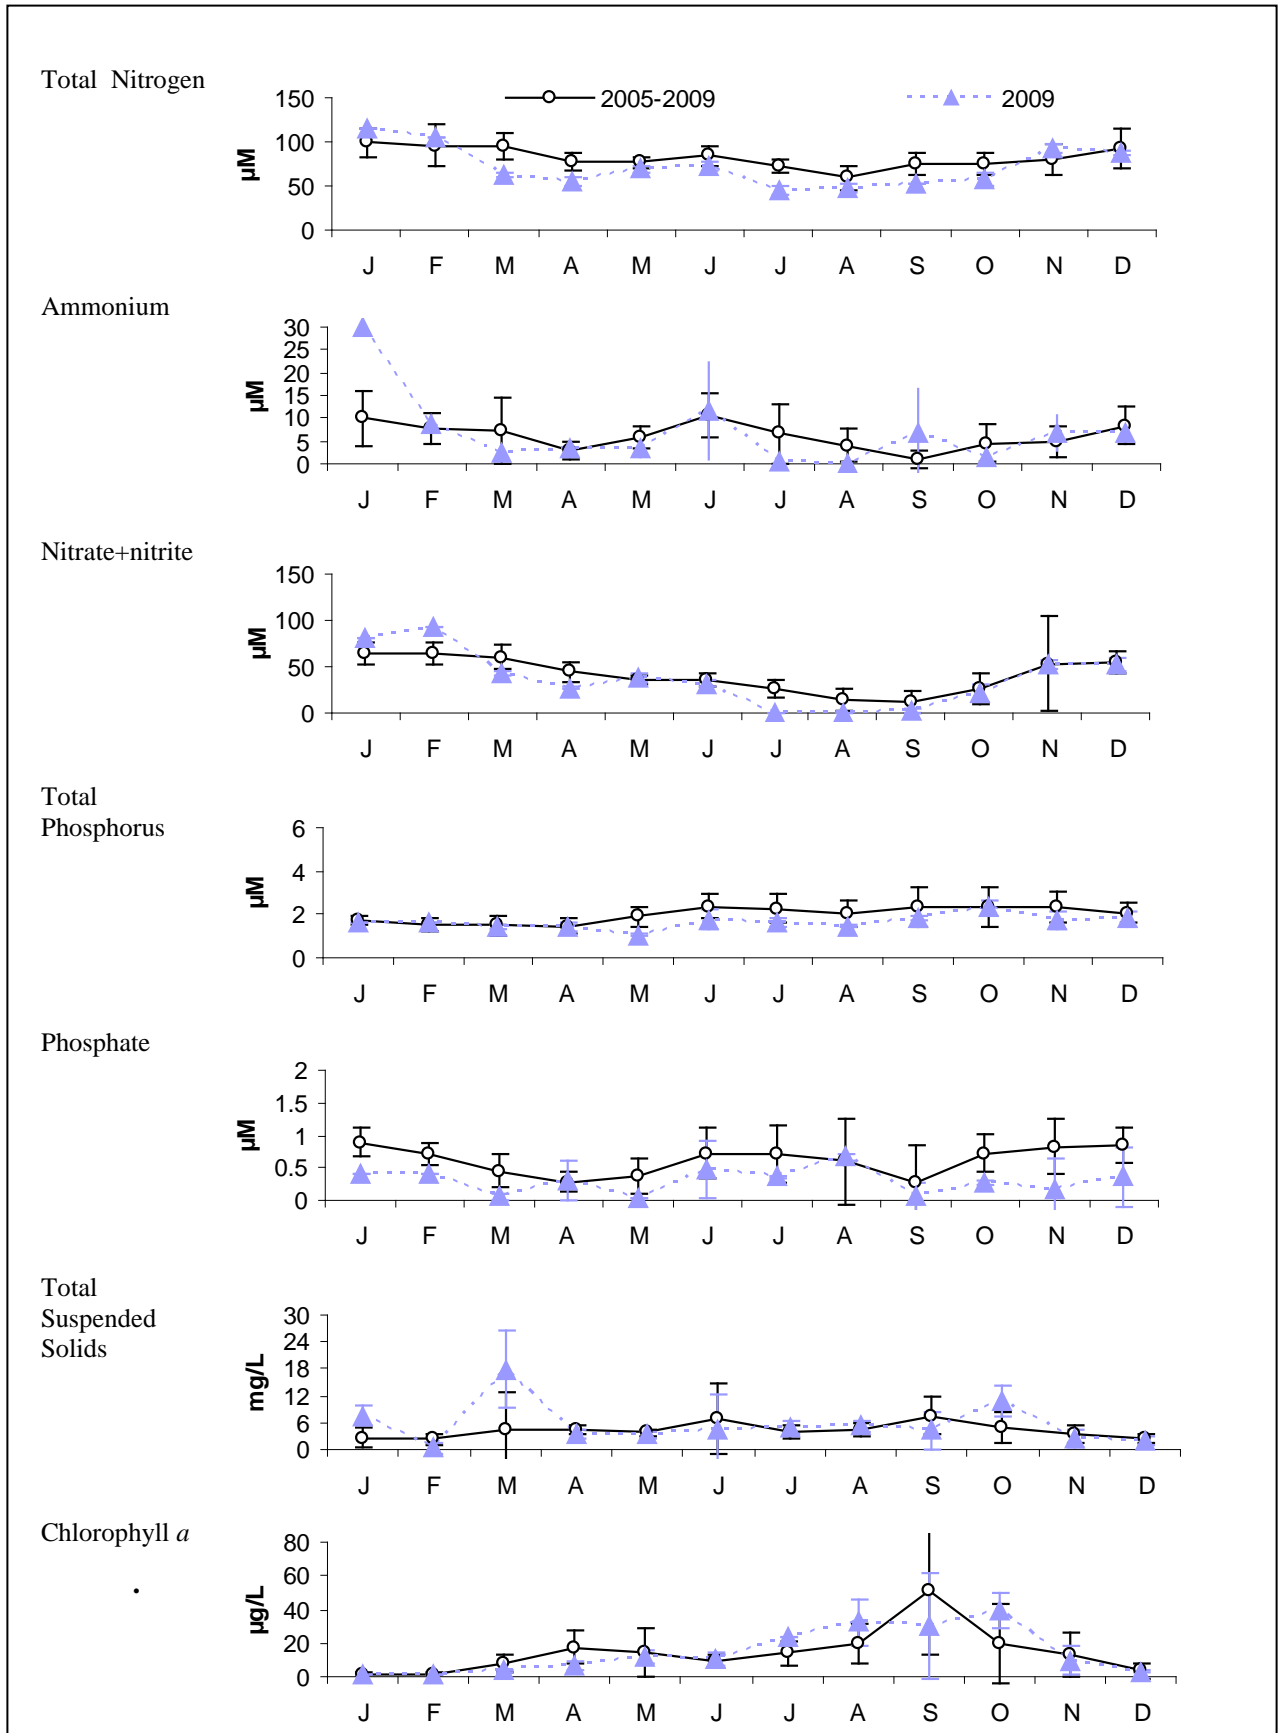 Total Nitrogen
2005-2009
2009
150
100
50
0
µM
J F M A M J J A S O N D
Ammonium
30
25
20
15
10
5
0
µM
J F M A M J J A S O N D
Nitrate+nitrite
150
100
50
0
µM
J F M A M J J A S O N D
Total
Phosphorus
6
4
2
0
µM
J F M A M J J A S O N D
Phosphate
2
1.5
1
0.5
0
µM
J F M A M J J A S O N D
Total
Suspended
Solids
30
24
18
12
6
0
mg/L
J F M A M J J A S O N D
Chlorophyll a
.
80
60
40
20
0
µg/L
J F M A M J J A S O N D